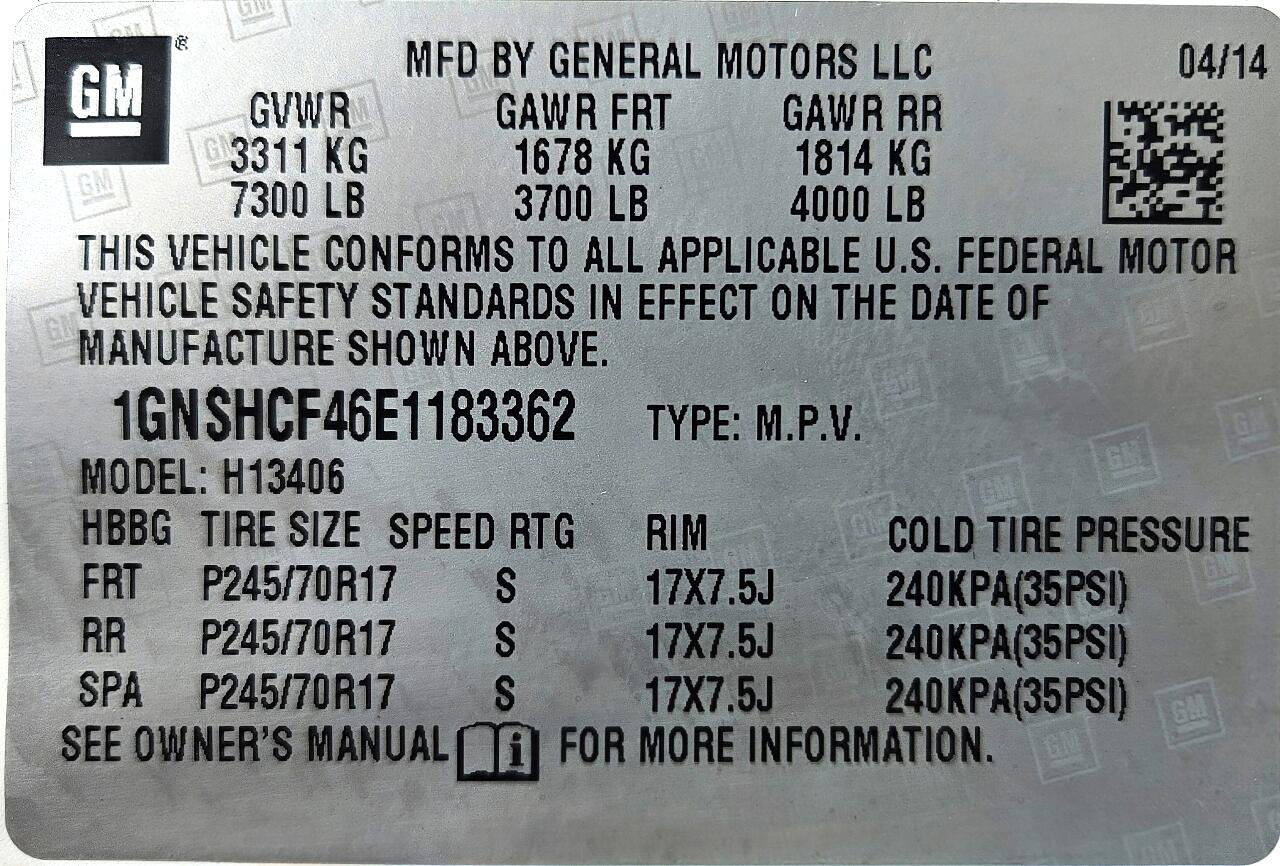 GM ®
MFD BY GENERAL MOTORS LLC 04/14
GVWR GAWR FRT GAWR RR
3311 KG 1678 KG 1814 KG
7300 LB 3700 LB 4000 LB
THIS VEHICLE CONFORMS TO ALL APPLICABLE U.S. FEDERAL MOTOR
VEHICLE SAFETY STANDARDS IN EFFECT ON THE DATE OF
MANUFACTURE SHOWN ABOVE.
1GNSHCF46E1183362 TYPE: M.P.V.
MODEL: H13406
HBBG TIRE SIZE SPEED RTG RIM COLD TIRE PRESSURE
FRT P245/70R17 S 17X7.5J 240KPA(35PSI)
RR P245/70R17 S 17X7.5J 240KPA(35PSI)
SPA P245/70R17 S 17X7.5J 240KPA(35PSI)
SEE OWNER'S MANUAL i FOR MORE INFORMATION.